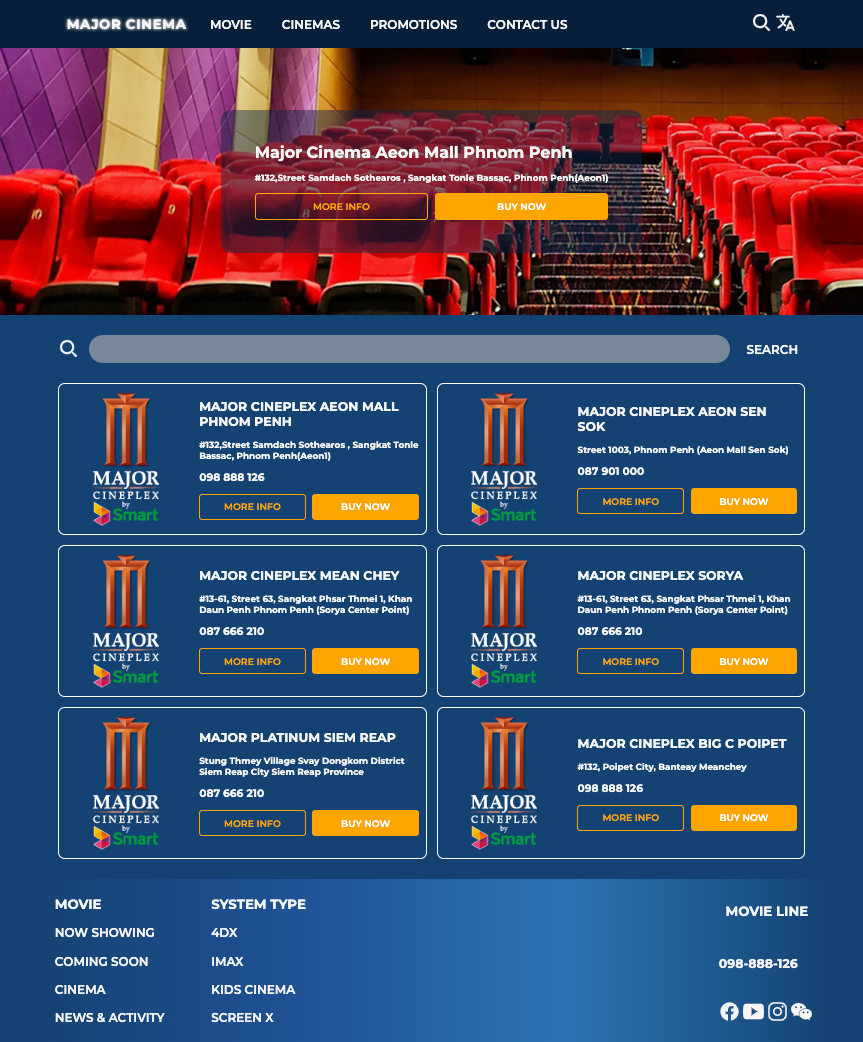 MAJOR CINEMA
MOVIE
CINEMAS
PROMOTIONS
CONTACT US
Major Cinema Aeon Mall Phnom Penh
#132,Street Samdach Sothearos , Sangkat Tonle Bassac, Phnom Penh(Aeon1)
MORE INFO
BUY NOW
10
9
8
SEARCH
MAJOR
CINEPLEX
by
Smart
MAJOR CINEPLEX AEON MALL
PHNOM PENH
#132,Street Samdach Sothearos , Sangkat Tonle
Bassac, Phnom Penh(Aeon1)
098 888 126
MORE INFO
BUY NOW
MAJOR
CINEPLEX
by
Smart
MAJOR CINEPLEX AEON SEN
SOK
Street 1003, Phnom Penh (Aeon Mall Sen Sok)
087 901 000
MORE INFO
BUY NOW
MAJOR
CINEPLEX
by
Smart
MAJOR CINEPLEX MEAN CHEY
#13-61, Street 63, Sangkat Phsar Thmei 1, Khan
Daun Penh Phnom Penh (Sorya Center Point)
087 666 210
MORE INFO
BUY NOW
MAJOR
CINEPLEX
by
Smart
MAJOR CINEPLEX SORYA
#13-61, Street 63, Sangkat Phsar Thmei 1, Khan
Daun Penh Phnom Penh (Sorya Center Point)
087 666 210
MORE INFO
BUY NOW
MAJOR
CINEPLEX
by
Smart
MAJOR PLATINUM SIEM REAP
Stung Thmey Village Svay Dongkom District
Siem Reap City Siem Reap Province
087 666 210
MORE INFO
BUY NOW
MAJOR
CINEPLEX
by
Smart
MAJOR CINEPLEX BIG C POIPET
#132, Poipet City, Banteay Meanchey
098 888 126
MORE INFO
BUY NOW
MOVIE
NOW SHOWING
COMING SOON
CINEMA
NEWS & ACTIVITY
SYSTEM TYPE
4DX
IMAX
KIDS CINEMA
SCREEN X
MOVIE LINE
098-888-126